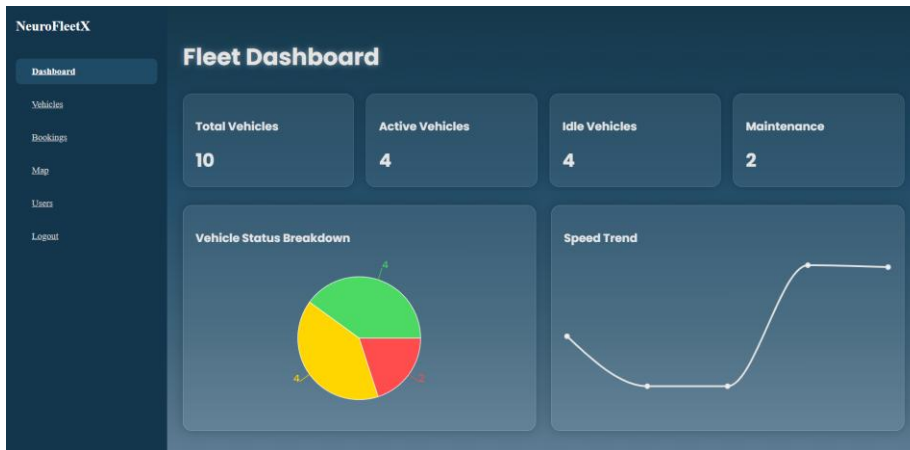 NeuroFleetX
Dashboard
Vehicles
Bookings
Map
Users
Logout
Fleet Dashboard
Total Vehicles
10
Active Vehicles
4
Idle Vehicles
4
Maintenance
2
Vehicle Status Breakdown
4
4
2
Speed Trend